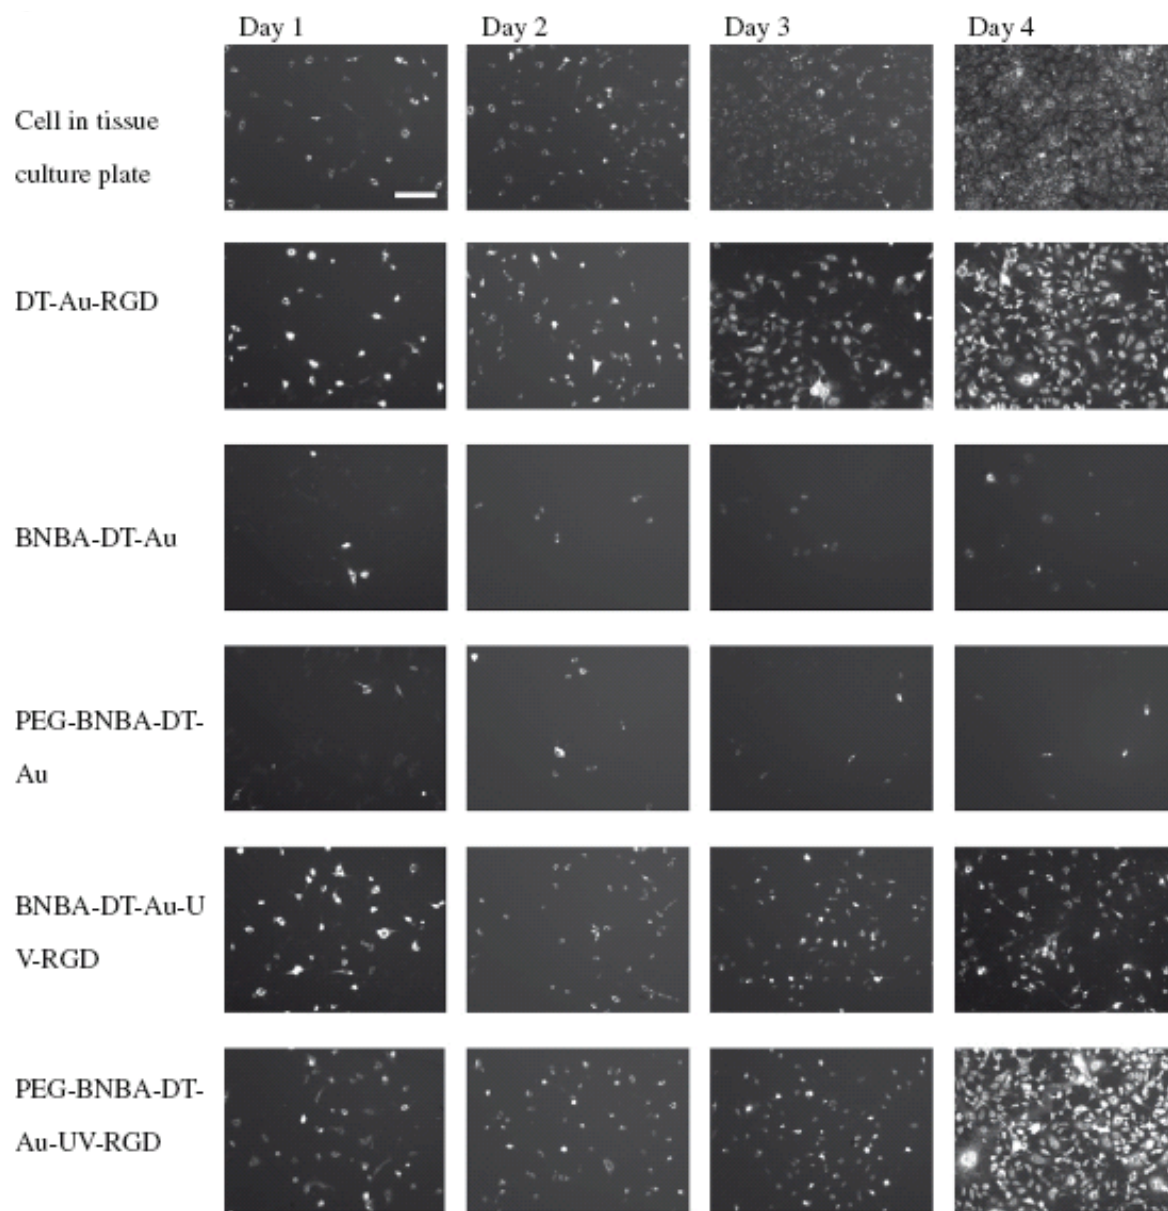 Day 1 Day 2 Day 3 Day 4
Cell in tissue
culture plate
DT-Au-RGD
BNBA-DT-Au
PEG-BNBA-DT-
Au
BNBA-DT-Au-U
V-RGD
PEG-BNBA-DT-
Au-UV-RGD